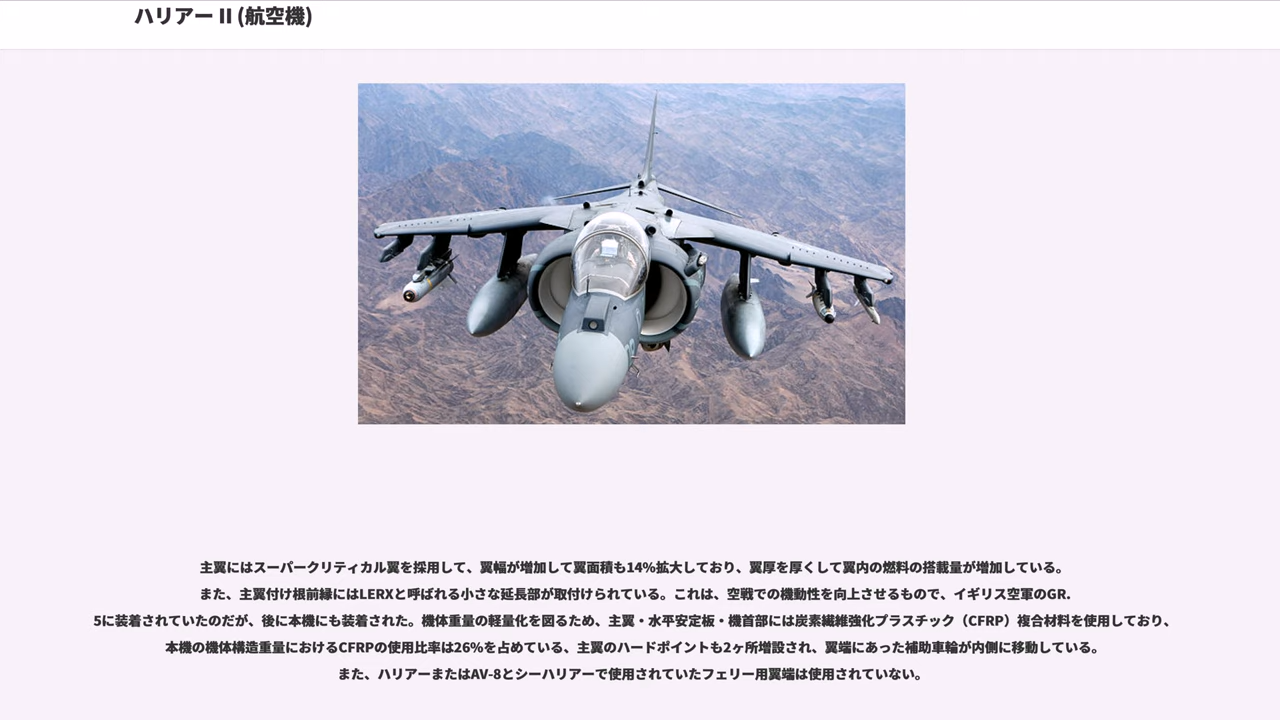 ハリアー II (航空機)
主翼にはスーパークリティカル翼を採用して、翼幅が増加して翼面積も14%拡大しており、翼厚を厚くして翼内の燃料の搭載量が増加している。
また、主翼付け根前縁にはLERXと呼ばれる小さな延長部が取付けられている。これは、空戦での機動性を向上させるもので、イギリス空軍のGR.
5に装着されていたのだが、後に本機にも装着された。機体重量の軽量化を図るため、主翼・水平安定板・機首部には炭素繊維強化プラスチック（CFRP）複合材料を使用しており、
本機の機体構造重量におけるCFRPの使用比率は26%を占めている、主翼のハードポイントも2ヶ所増設され、翼端にあった補助車輪が内側に移動している。
また、ハリアーまたはAV-8とシーハリアーで使用されていたフェリー用翼端は使用されていない。